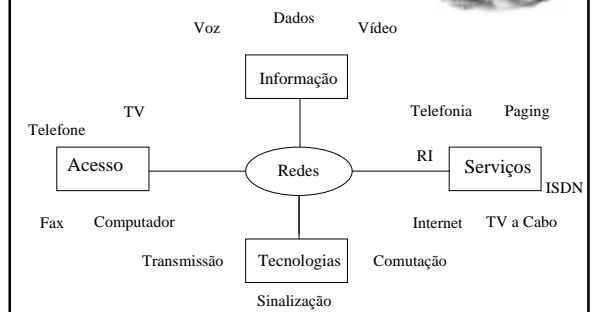 Dados
Voz
Vídeo
Informação
TV
Telefonia
Paging
Telefone
Acesso
Redes
RI
Serviços
ISDN
Fax
Computador
Internet
TV a Cabo
Transmissão
Tecnologias
Comutação
Sinalização